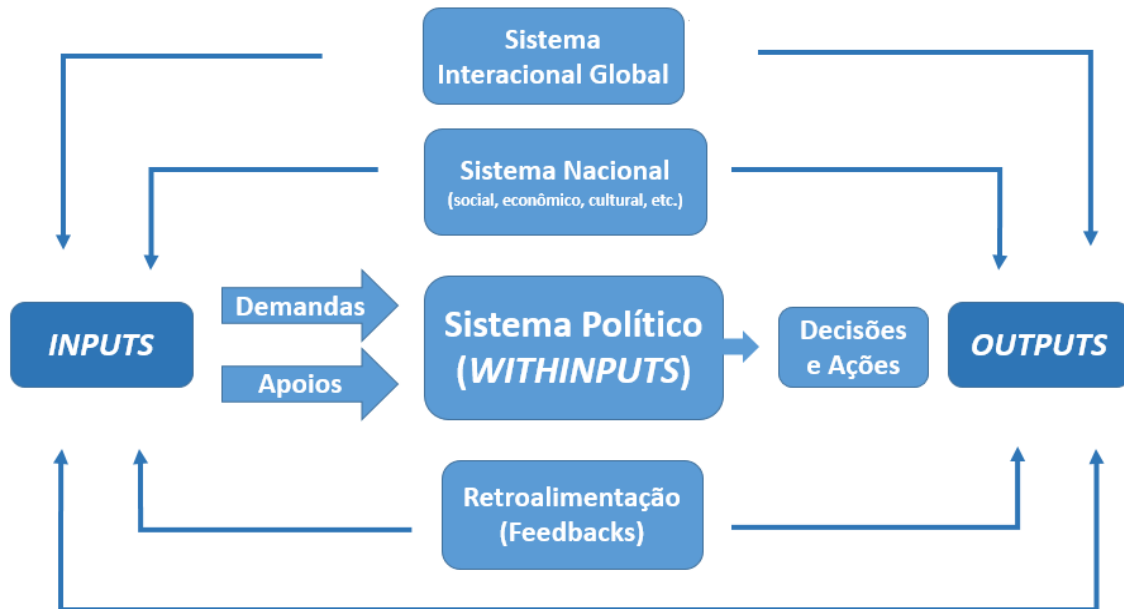 Sistema
Interacional Global
Sistema Nacional
(social, econômico, cultural, etc.)
INPUTS
Demandas
Apoios
Sistema Político
(WITHINPUTS)
Decisões
e Ações
OUTPUTS
Retroalimentação
(Feedbacks)